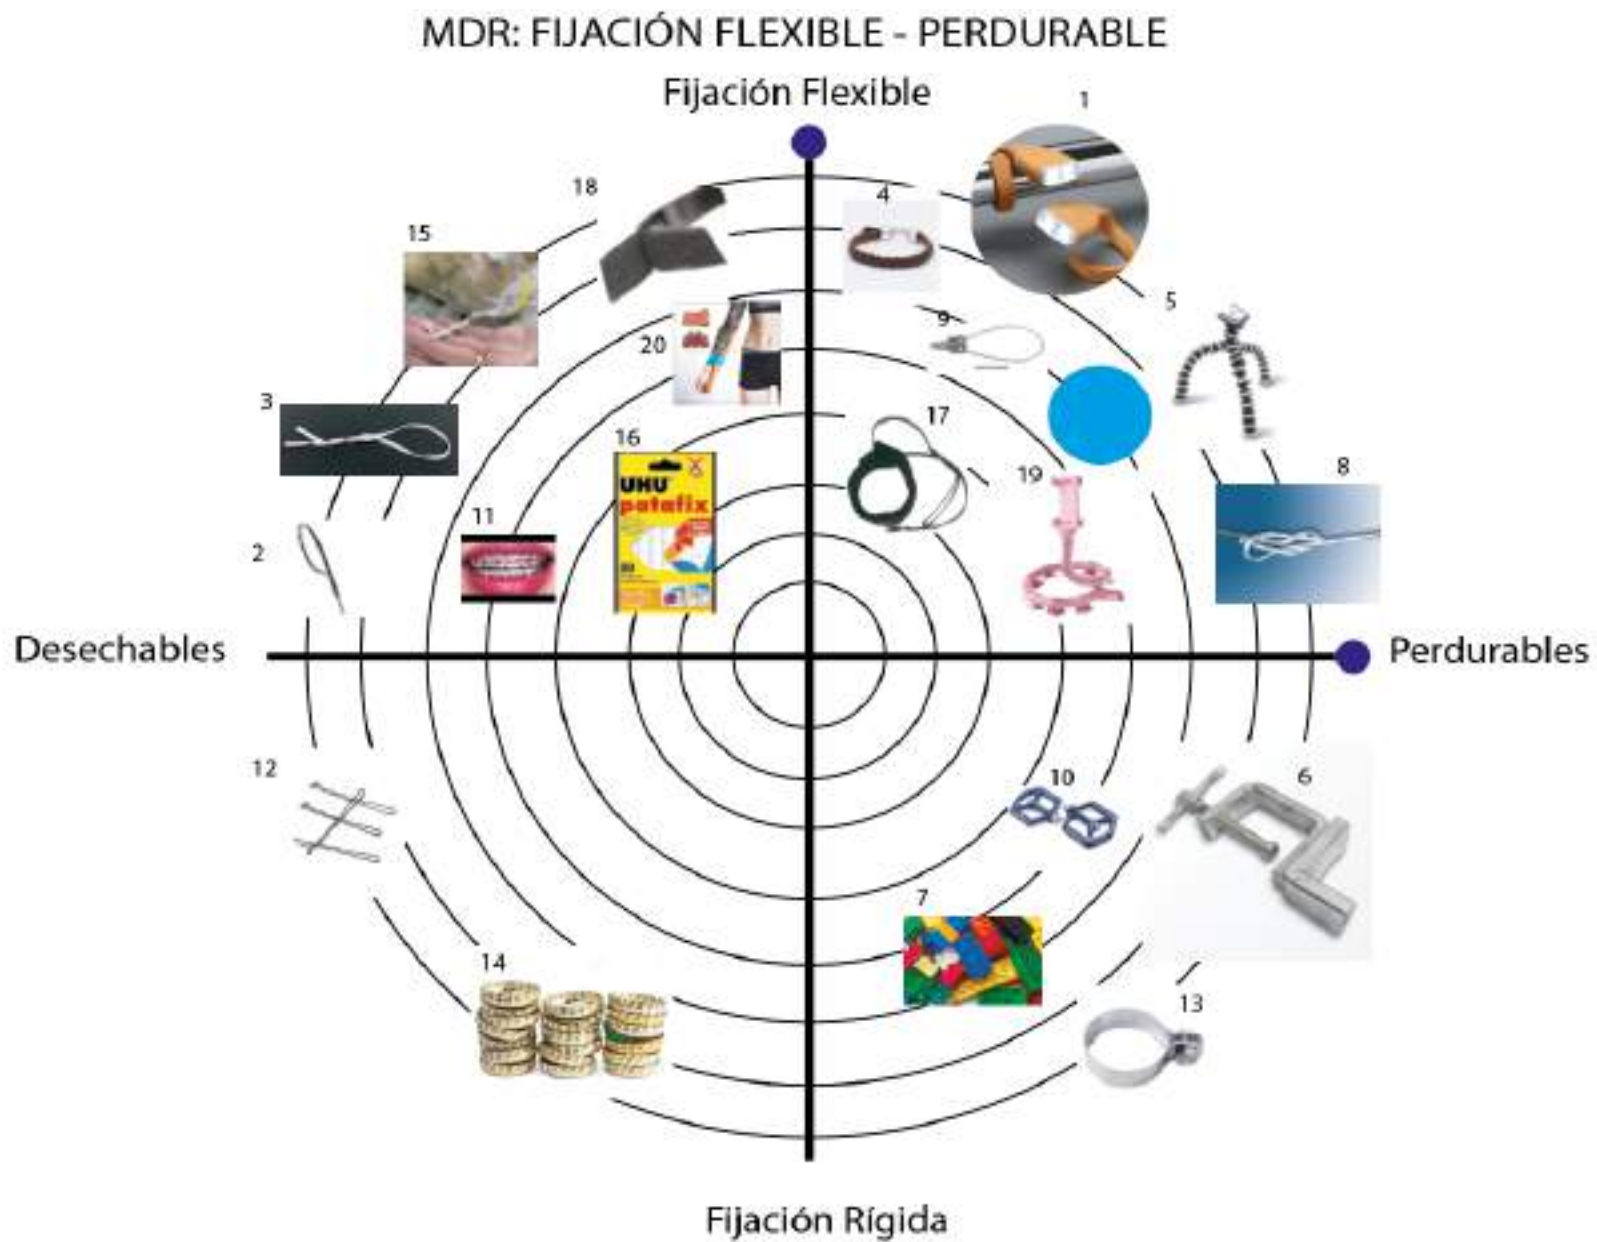 MDR: FIJACIÓN FLEXIBLE - PERDURABLE
Fijación Flexible
1
18
4
15
5
9
20
3
17
16
19
8
UHU
patafix
11
2
Desechables
Perdurables
12
10
6
7
14
13
Fijación Rígida